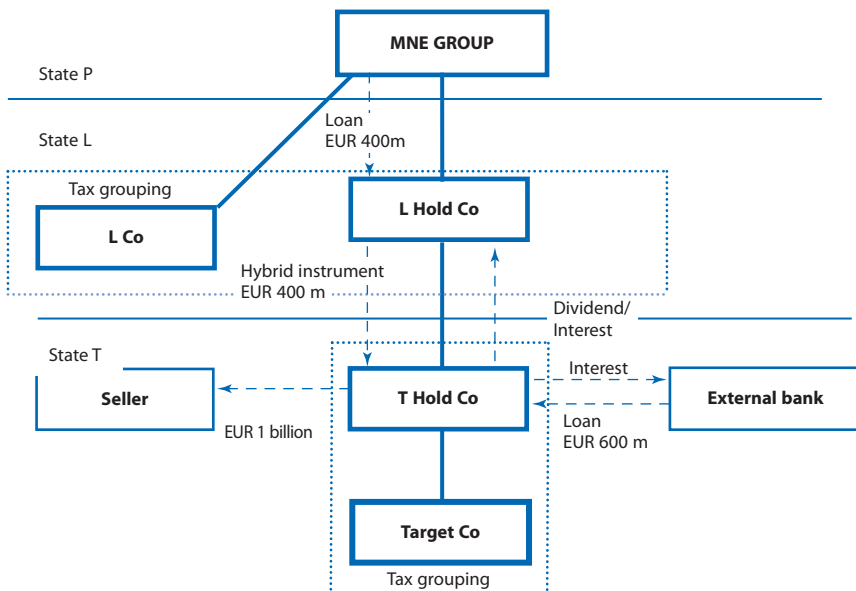 MNE GROUP
State P
Loan
EUR 400m
State L
Tax grouping
L Co
L Hold Co
Hybrid instrument
EUR 400 m
Dividend/
Interest
State T
Seller
EUR 1 billion
T Hold Co
Interest
Loan
EUR 600 m
External bank
Target Co
Tax grouping